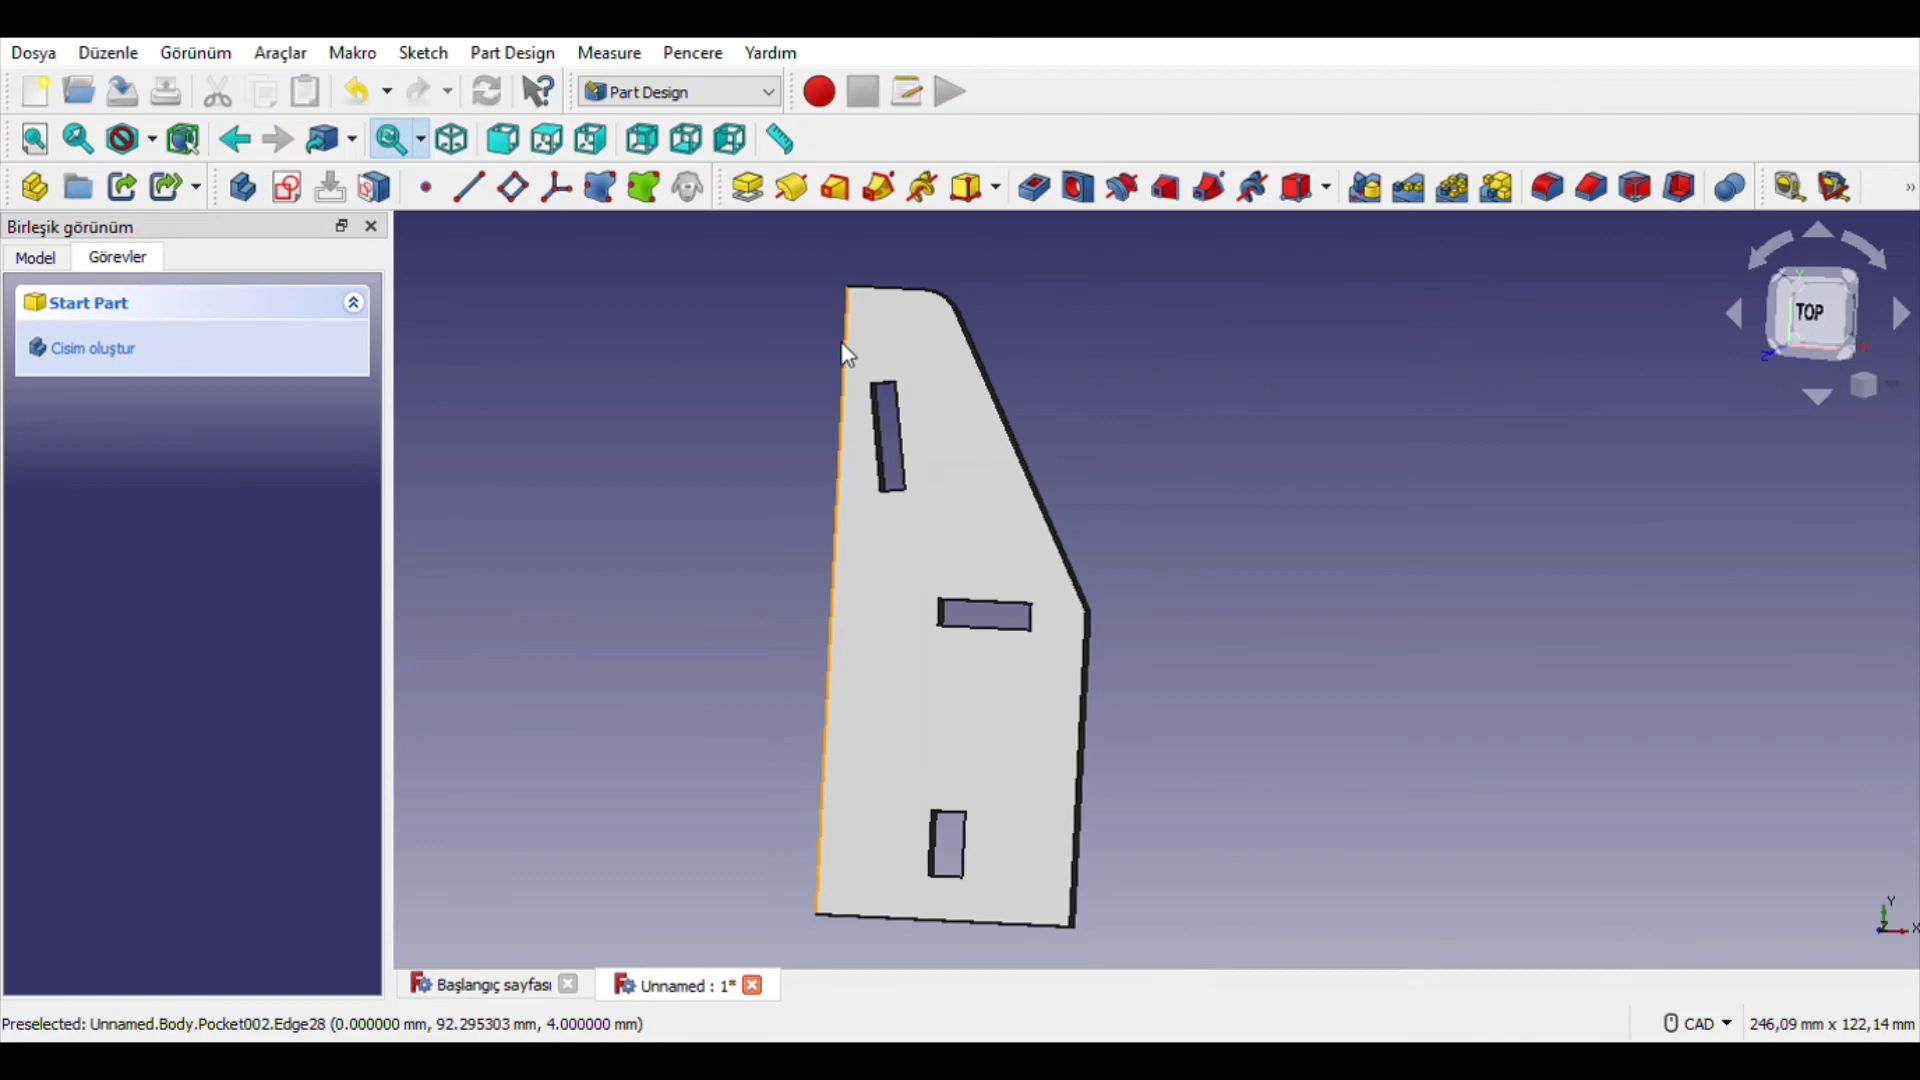 Dosya Düzenle Görünüm Araçlar Makro Sketch Part Design Measure Pencere Yardım
Part Design
Birleşik görünüm
Model Görevler
Start Part
Cisim oluştur
TOP
Y
Z
Y
Z
X
Başlangıç sayfası
Unnamed : 1*
Preselected: Unnamed.Body.Pocket002.Edge28 (0.000000 mm, 92.295303 mm, 4.000000 mm)
CAD
246,09 mm x 122,14 mm